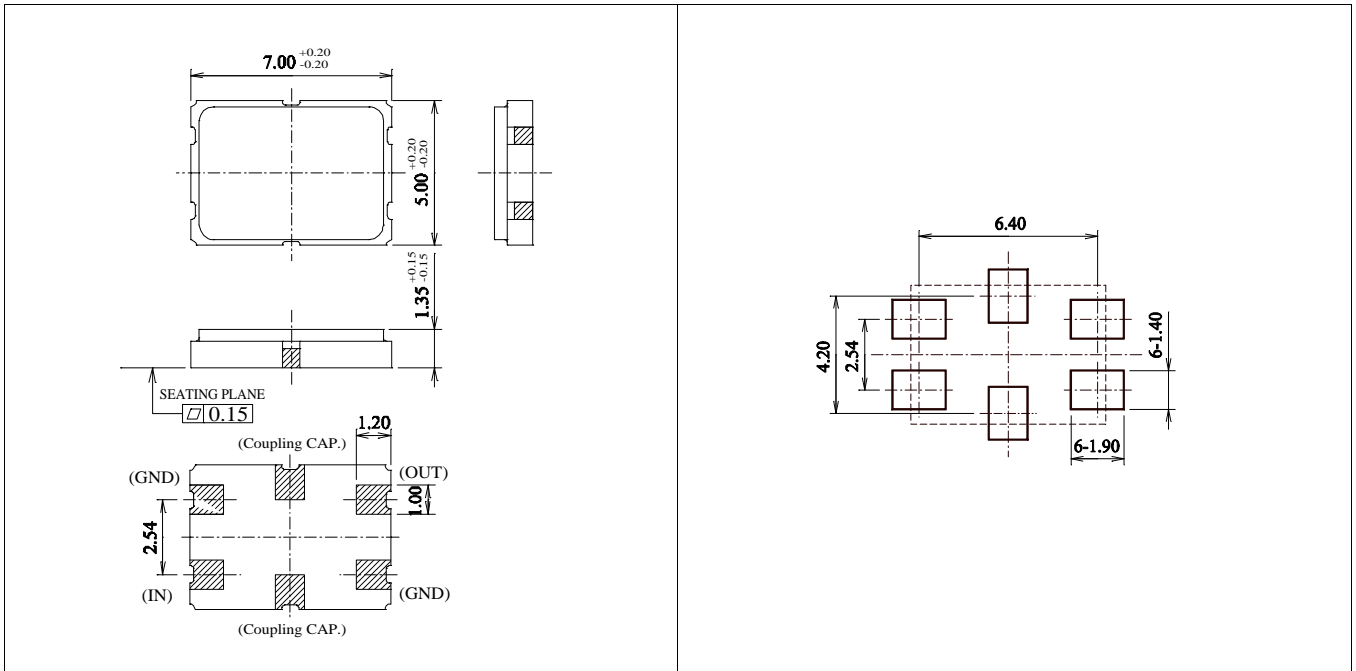 7.00 +0.20 -0.20
5.00 +0.20 -0.20
1.35 +0.15 -0.15
SEATING PLANE
0.15
1.20
(Coupling CAP.)
(GND)
(OUT)
1.00
2.54
(IN)
(GND)
(Coupling CAP.)
6.40
4.20
2.54
6-1.40
6-1.90